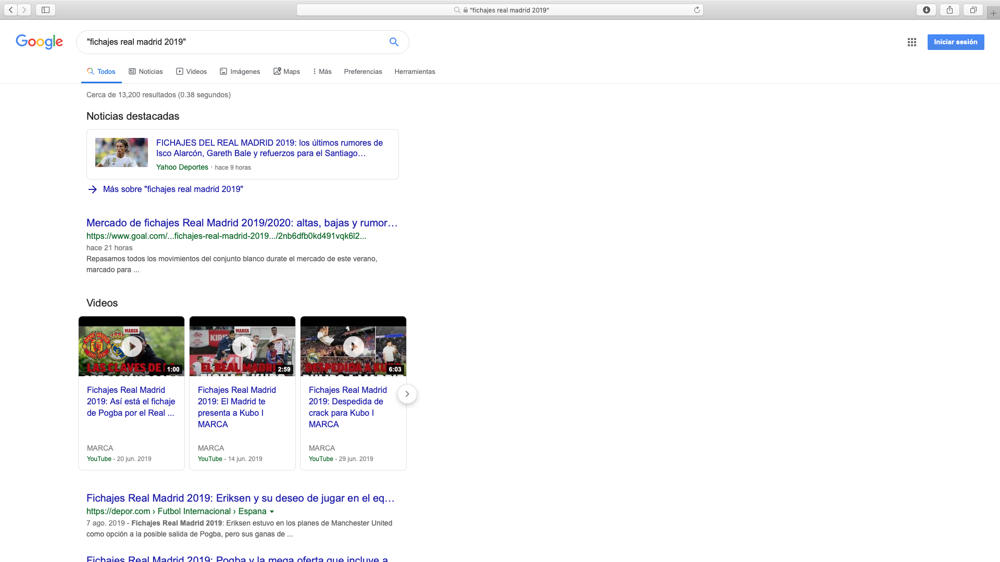 "fichajes real madrid 2019"
Google
"fichajes real madrid 2019"
Iniciar sesión
Todos
Noticias
Videos
Imágenes
Maps
Más
Preferencias
Herramientas
Cerca de 13,200 resultados (0.38 segundos)
Noticias destacadas
FICHAJES DEL REAL MADRID 2019: los últimos rumores de
Isco Alarcón, Gareth Bale y refuerzos para el Santiago…
Yahoo Deportes · hace 9 horas
Más sobre "fichajes real madrid 2019"
Mercado de fichajes Real Madrid 2019/2020: altas, bajas y rumor…
https://www.goal.com/...fichajes-real-madrid-2019.../2nb6dfb0kd491vqk6l2...
hace 21 horas
Repasamos todos los movimientos del conjunto blanco durate el mercado de este verano,
marcado para ...
Videos
MARCA
LAS CLAVES DE
1:00
Fichajes Real Madrid
2019: Así está el fichaje
de Pogba por el Real ...
MARCA
YouTube - 20 jun. 2019
MARCA
EL REAL MADRID
2:59
Fichajes Real Madrid
2019: El Madrid te
presenta a Kubo I
MARCA
MARCA
YouTube - 14 jun. 2019
DESPEDIDA A KUBO
6:03
Fichajes Real Madrid
2019: Despedida de
crack para Kubo I
MARCA
MARCA
YouTube - 29 jun. 2019
Fichajes Real Madrid 2019: Eriksen y su deseo de jugar en el eq…
https://depor.com › Futbol Internacional › Espana
7 ago. 2019 - Fichajes Real Madrid 2019: Eriksen estuvo en los planes de Manchester United
como opción a la posible salida de Pogba, pero sus ganas de ...
Fichajes Real Madrid 2019: Pogba y la mega oferta que incluye a